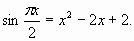 sin πx/2 = x² − 2x + 2.